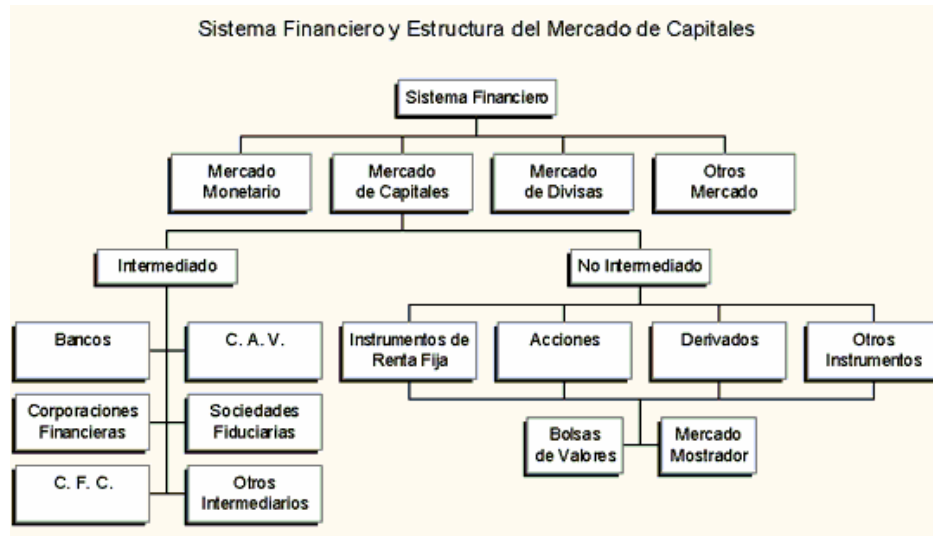 Sistema Financiero y Estructura del Mercado de Capitales
Sistema Financiero
Mercado
Monetario
Mercado
de Capitales
Mercado
de Divisas
Otros
Mercado
Intermediado
No Intermediado
Bancos
C. A. V.
Corporaciones
Financieras
Sociedades
Fiduciarias
C. F. C.
Otros
Intermediarios
Instrumentos de
Renta Fija
Acciones
Derivados
Otros
Instrumentos
Bolsas
de Valores
Mercado
Mostrador